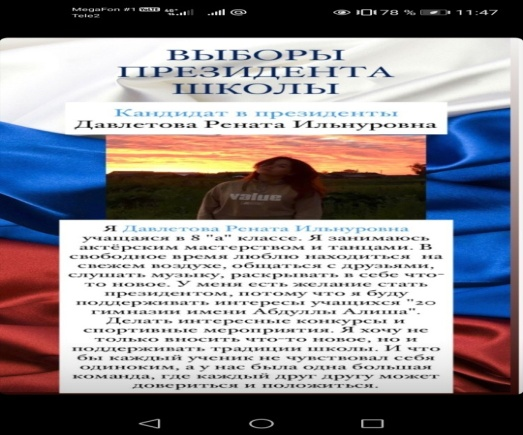 MegaFon #1 VoLTE 46+
Tele2
78 %
11:47
ВЫБОРЫ
ПРЕЗИДЕНТА
ШКОЛЫ
Кандидат в президенты
Давлетова Рената Ильнуровна
value
Я Давлетова Рената Ильнуровна
учащаяся в 8 "а" классе. Я занимаюсь
актёрским мастерством и танцами. В
свободное время люблю находиться на
свежем воздухе, общаться с друзьями,
слушать музыку, раскрывать в себе что-
то новое. У меня есть желание стать
президентом, потому что я буду
поддерживать интересы учащихся "20
гимназии имени Абдуллы Алиша".
Делать интересные конкурсы и
спортивные мероприятия. Я хочу не
только вносить что-то новое, но и
поддерживать традиции школы. И что
бы каждый ученик не чувствовал себя
одиноким, а у нас была одна большая
команда, где каждый друг другу может
довериться и положиться.